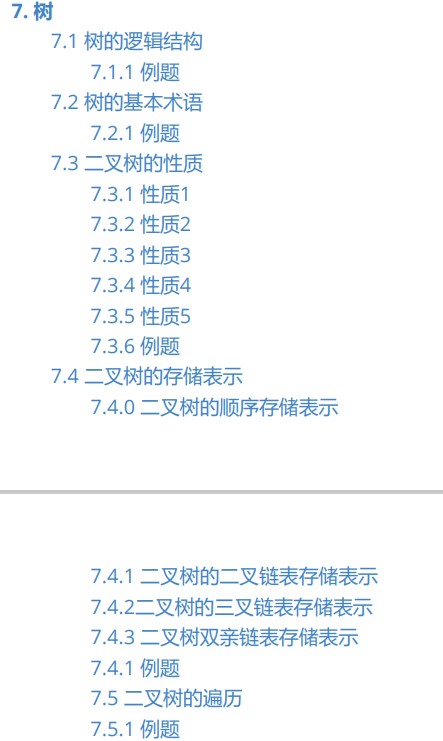 7. 树
7.1 树的逻辑结构
7.1.1 例题
7.2 树的基本术语
7.2.1 例题
7.3 二叉树的性质
7.3.1 性质1
7.3.2 性质2
7.3.3 性质3
7.3.4 性质4
7.3.5 性质5
7.3.6 例题
7.4 二叉树的存储表示
7.4.0 二叉树的顺序存储表示
7.4.1 二叉树的二叉链表存储表示
7.4.2二叉树的三叉链表存储表示
7.4.3 二叉树双亲链表存储表示
7.4.1 例题
7.5 二叉树的遍历
7.5.1 例题